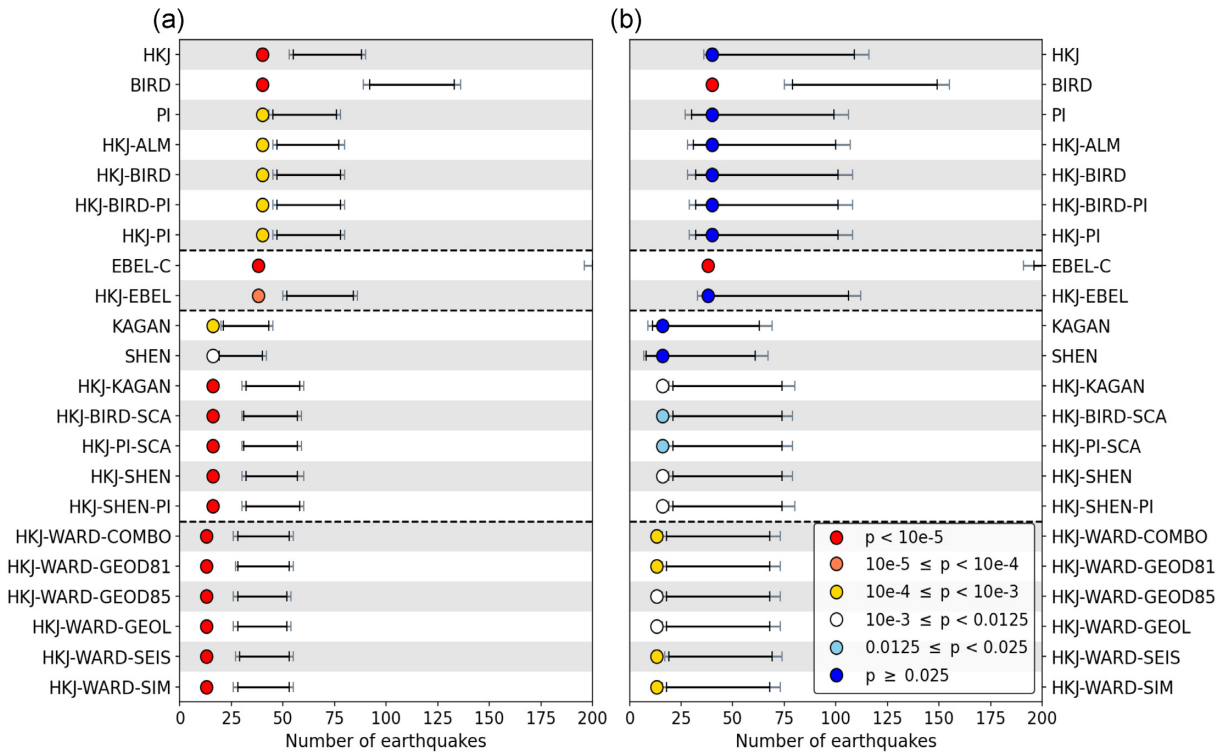 (a)
(b)
HKJ
BIRD
PI
HKJ-ALM
HKJ-BIRD
HKJ-BIRD-PI
HKJ-PI
EBEL-C
HKJ-EBEL
KAGAN
SHEN
HKJ-KAGAN
HKJ-BIRD-SCA
HKJ-PI-SCA
HKJ-SHEN
HKJ-SHEN-PI
HKJ-WARD-COMBO
HKJ-WARD-GEOD81
HKJ-WARD-GEOD85
HKJ-WARD-GEOL
HKJ-WARD-SEIS
HKJ-WARD-SIM
0 25 50 75 100 125 150 175 200
Number of earthquakes
HKJ
BIRD
PI
HKJ-ALM
HKJ-BIRD
HKJ-BIRD-PI
HKJ-PI
EBEL-C
HKJ-EBEL
KAGAN
SHEN
HKJ-KAGAN
HKJ-BIRD-SCA
HKJ-PI-SCA
HKJ-SHEN
HKJ-SHEN-PI
HKJ-WARD-COMBO
HKJ-WARD-GEOD81
HKJ-WARD-GEOD85
HKJ-WARD-GEOL
HKJ-WARD-SEIS
HKJ-WARD-SIM
p < 10e-5
10e-5 ≤ p < 10e-4
10e-4 ≤ p < 10e-3
10e-3 ≤ p < 0.0125
0.0125 ≤ p < 0.025
p ≥ 0.025
0 25 50 75 100 125 150 175 200
Number of earthquakes